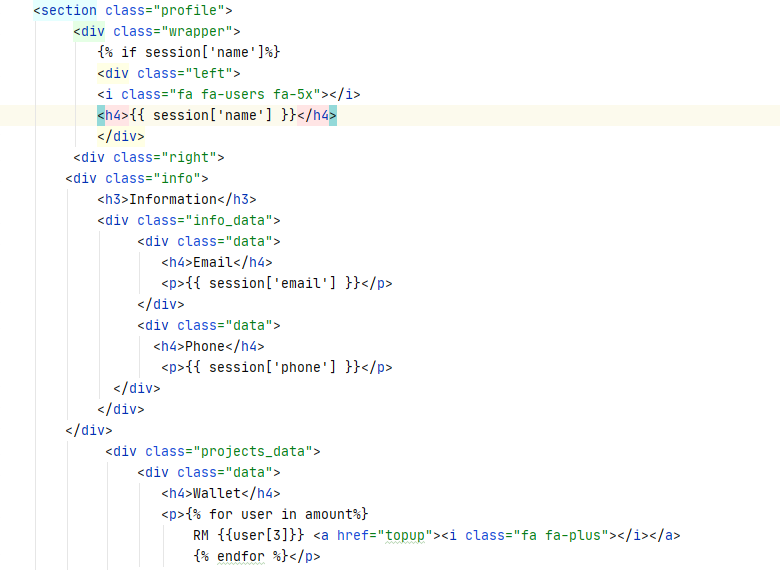 <section class="profile">
<div class="wrapper">
{% if session['name']%}
<div class="left">
<i class="fa fa-users fa-5x"></i>
<h4>{{ session['name'] }}</h4>
</div>
<div class="right">
<div class="info">
<h3>Information</h3>
<div class="info_data">
<div class="data">
<h4>Email</h4>
<p>{{ session['email'] }}</p>
</div>
<div class="data">
<h4>Phone</h4>
<p>{{ session['phone'] }}</p>
</div>
</div>
</div>
<div class="projects_data">
<div class="data">
<h4>Wallet</h4>
<p>{% for user in amount%}
RM {{user[3]}} <a href="topup"><i class="fa fa-plus"></i></a>
{% endfor %}</p>